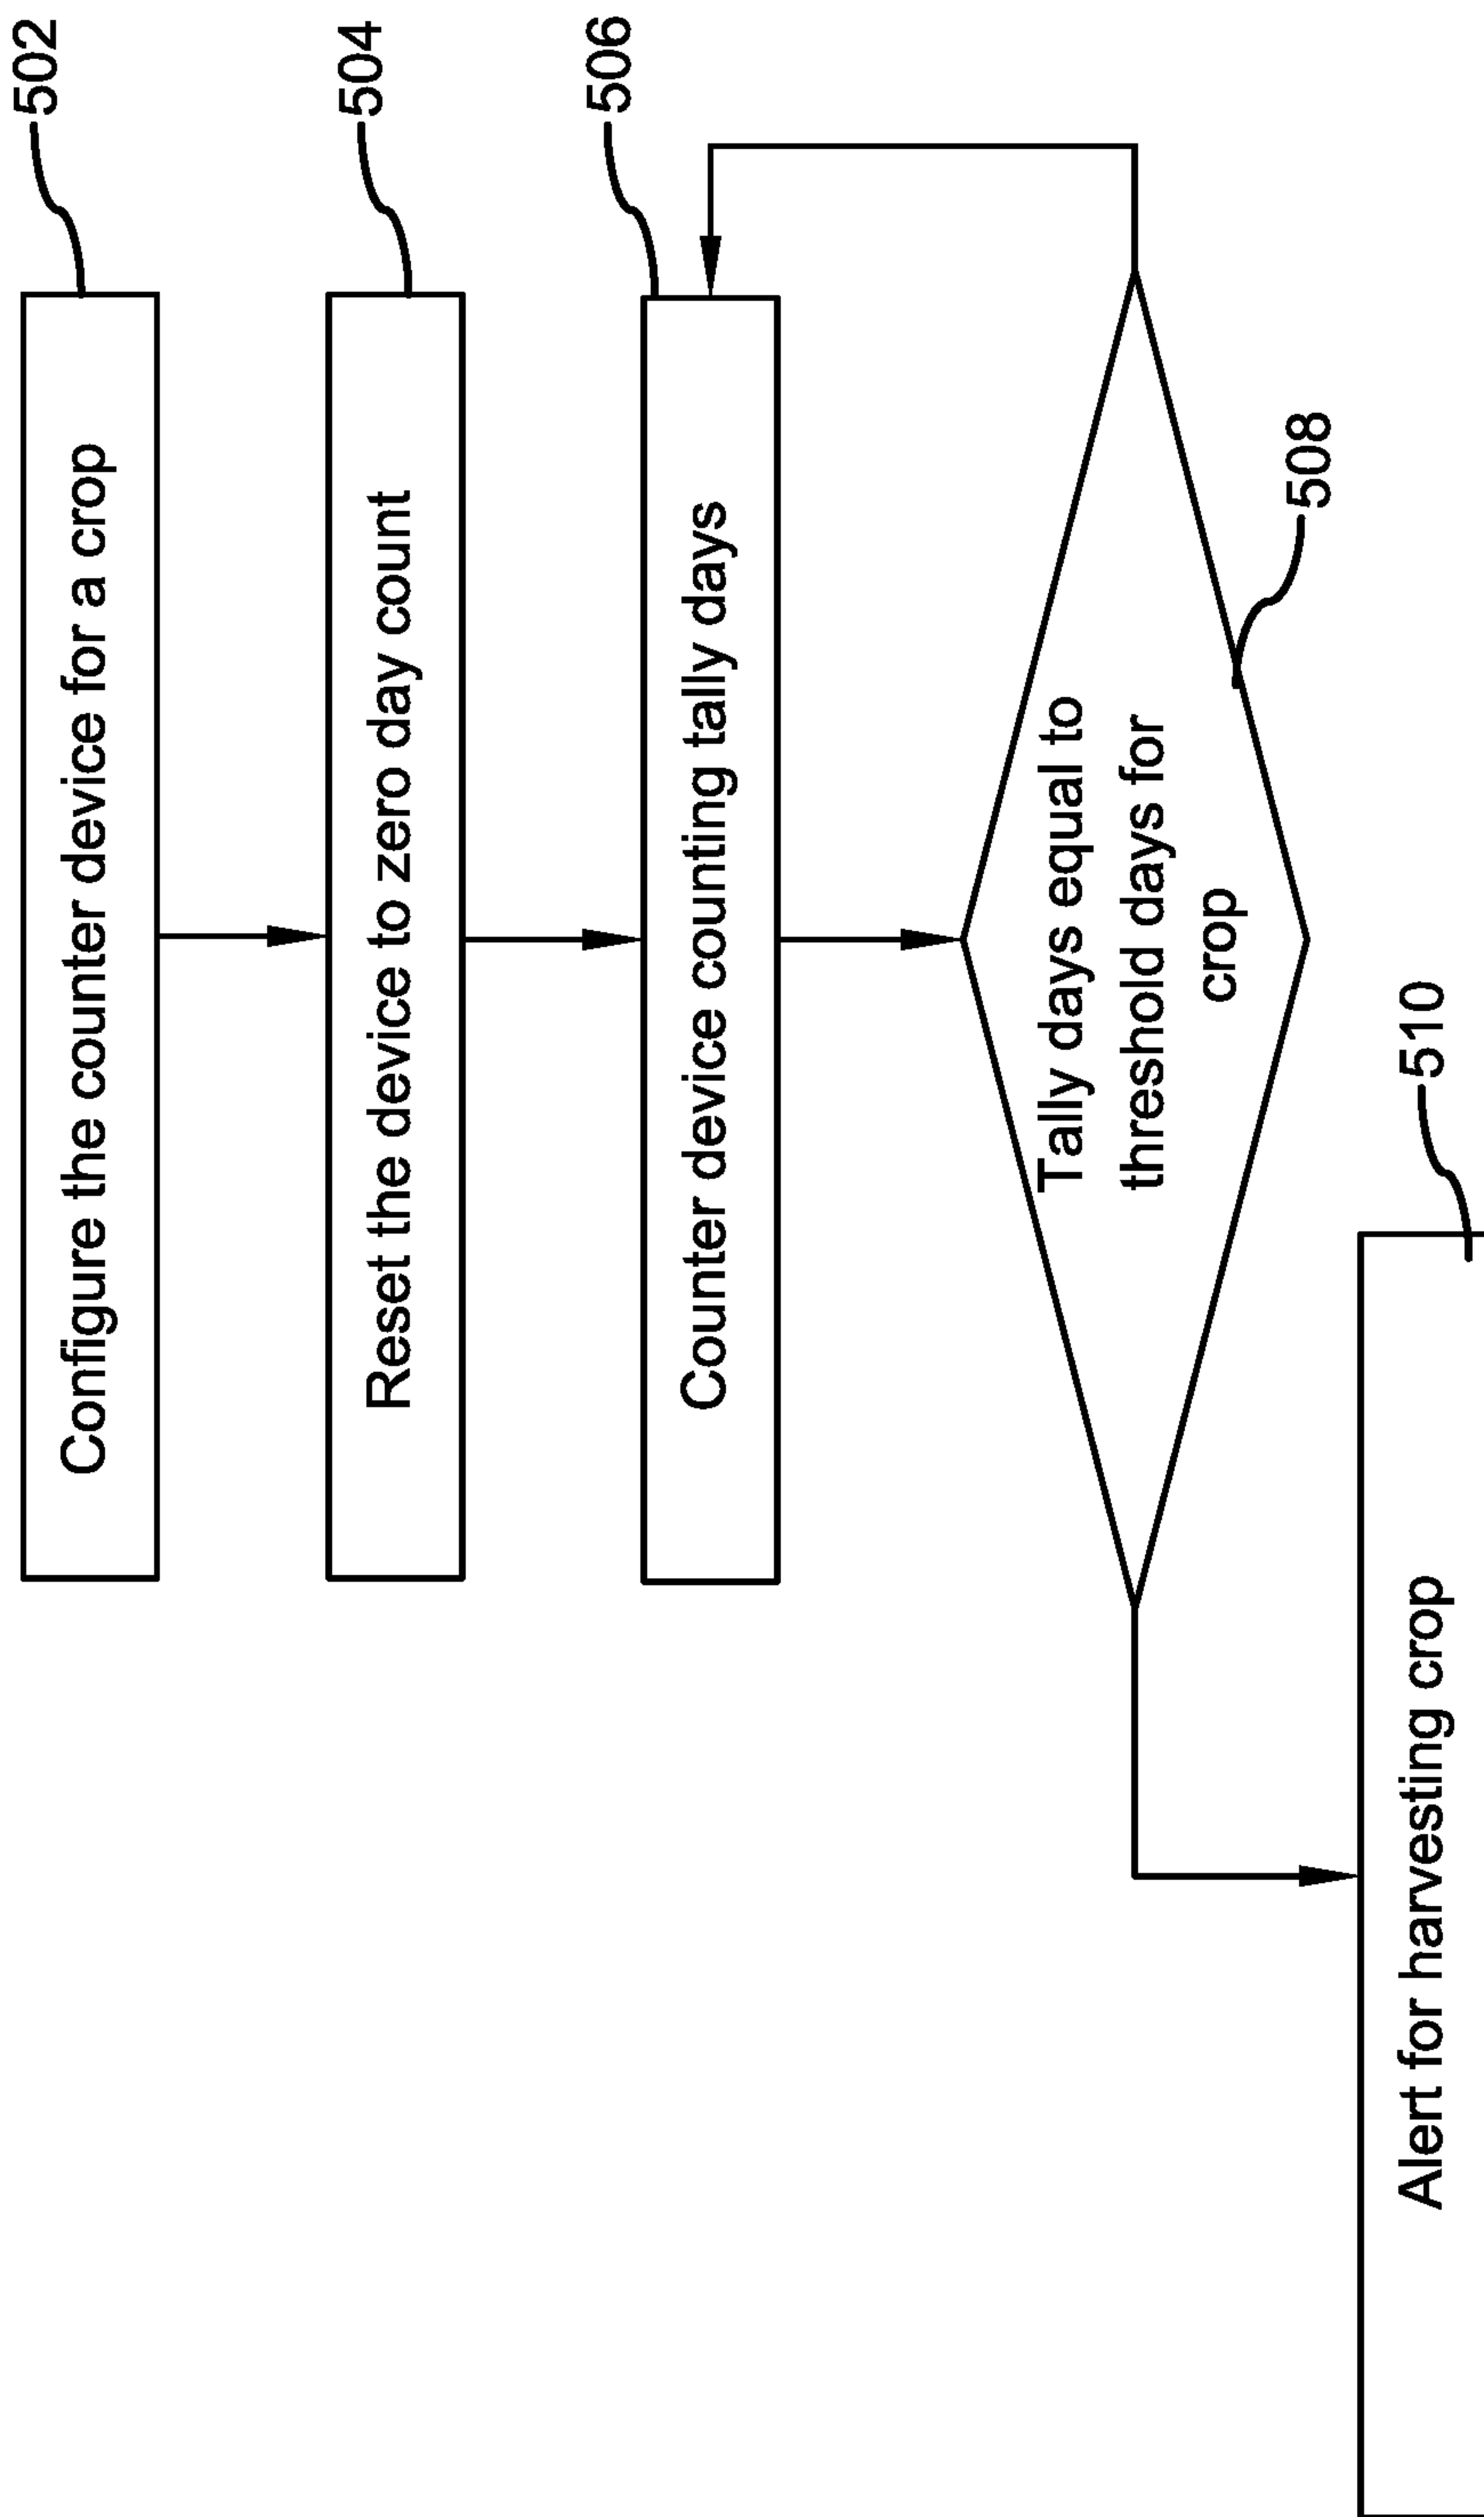 502
Configure the counter device for a crop
504
Reset the device to zero day count
506
Counter device counting tally days
Tally days equal to
threshold days for
crop
508
510
Alert for harvesting crop